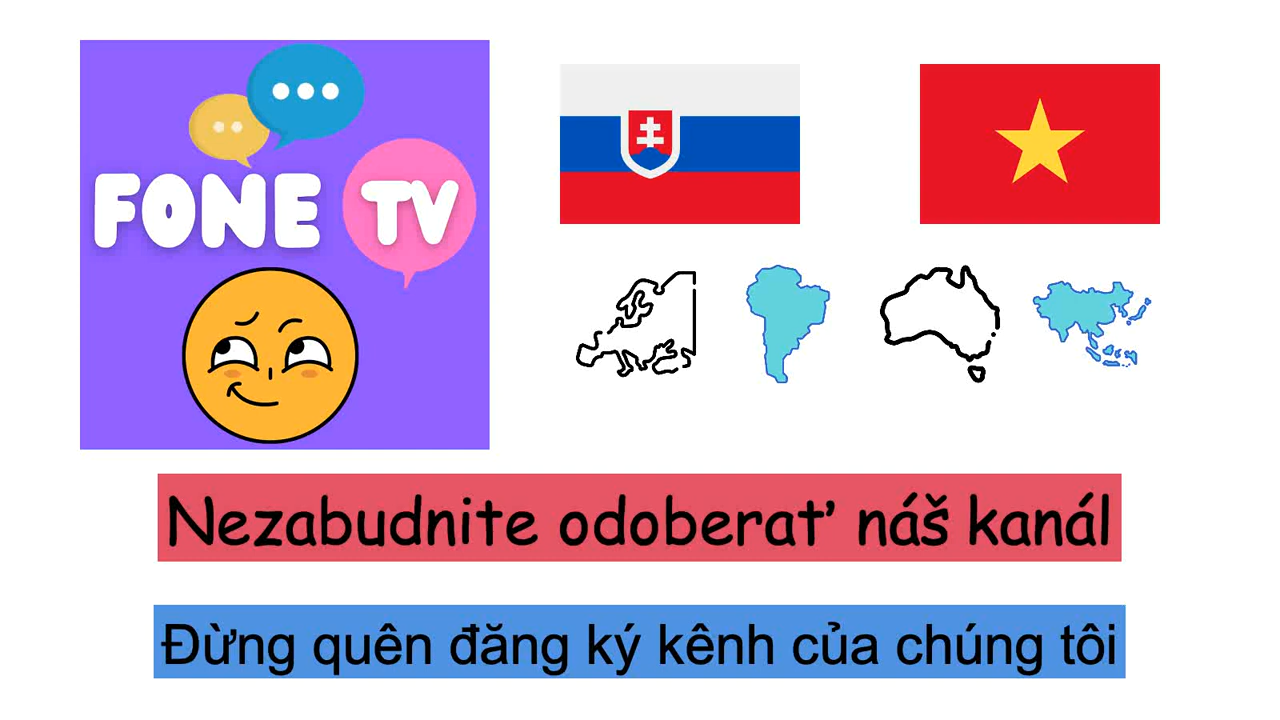 FONE TV
Nezabudnite odoberať náš kanál
Đừng quên đăng ký kênh của chúng tôi